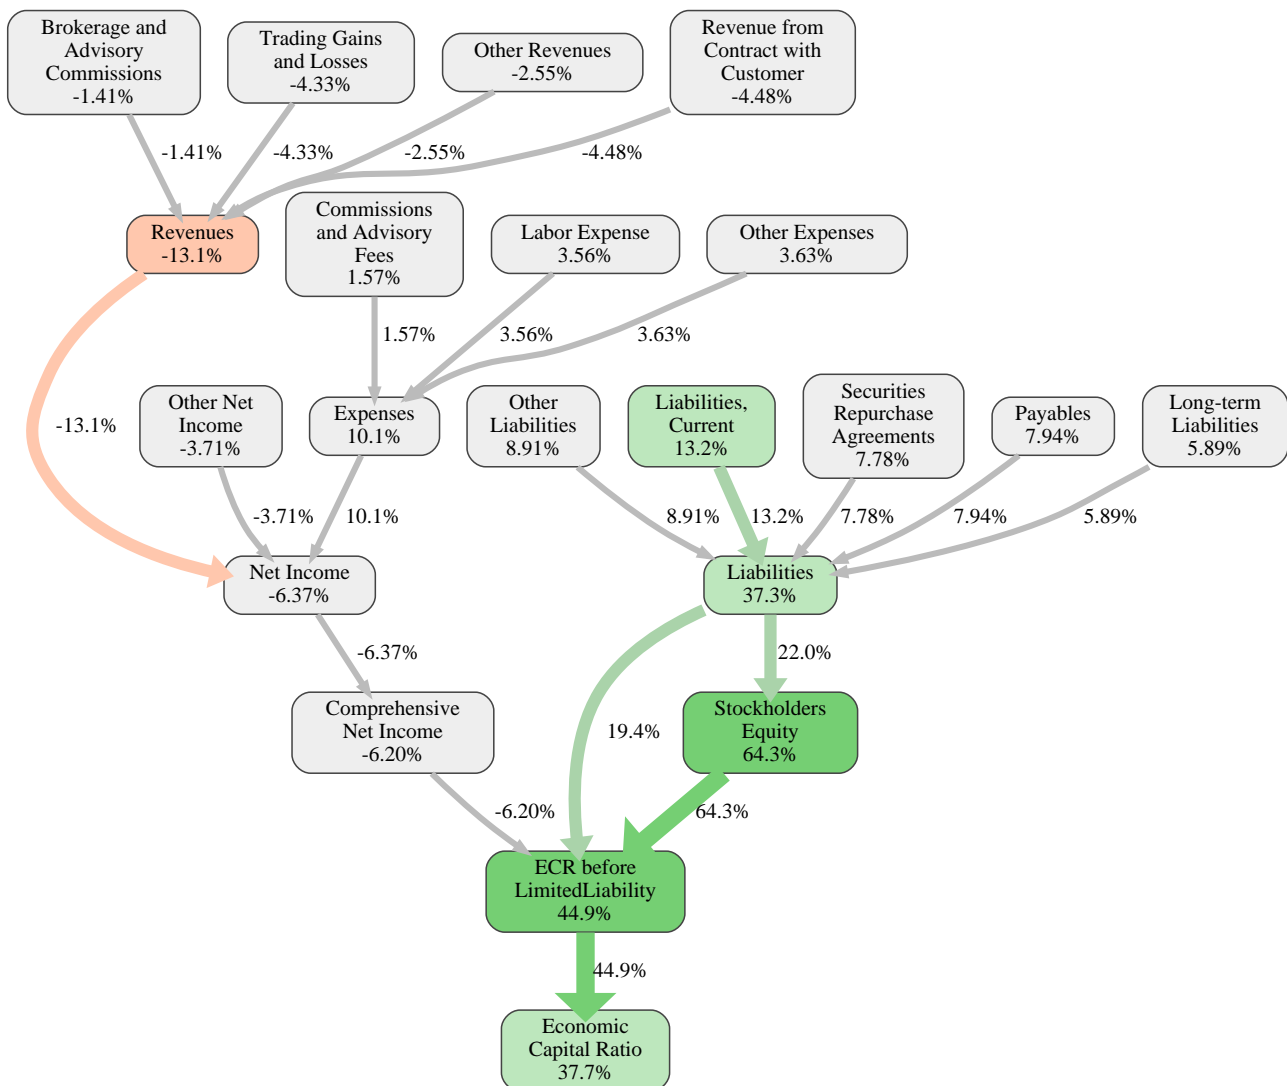 Brokerage and
Advisory
Commissions
-1.41%
Trading Gains
and Losses
-4.33%
Other Revenues
-2.55%
Revenue from
Contract with
Customer
-4.48%
-1.41%
-4.33%
-2.55%
-4.48%
Revenues
-13.1%
Commissions
and Advisory
Fees
1.57%
Labor Expense
3.56%
Other Expenses
3.63%
1.57%
3.56%
3.63%
-13.1%
Other Net
Income
-3.71%
Expenses
10.1%
Other
Liabilities
8.91%
Liabilities,
Current
13.2%
Securities
Repurchase
Agreements
7.78%
Payables
7.94%
Long-term
Liabilities
5.89%
-3.71%
10.1%
8.91%
13.2%
7.78%
7.94%
5.89%
Net Income
-6.37%
Liabilities
37.3%
-6.37%
22.0%
Comprehensive
Net Income
-6.20%
19.4%
Stockholders
Equity
64.3%
-6.20%
64.3%
ECR before
LimitedLiability
44.9%
44.9%
Economic
Capital Ratio
37.7%